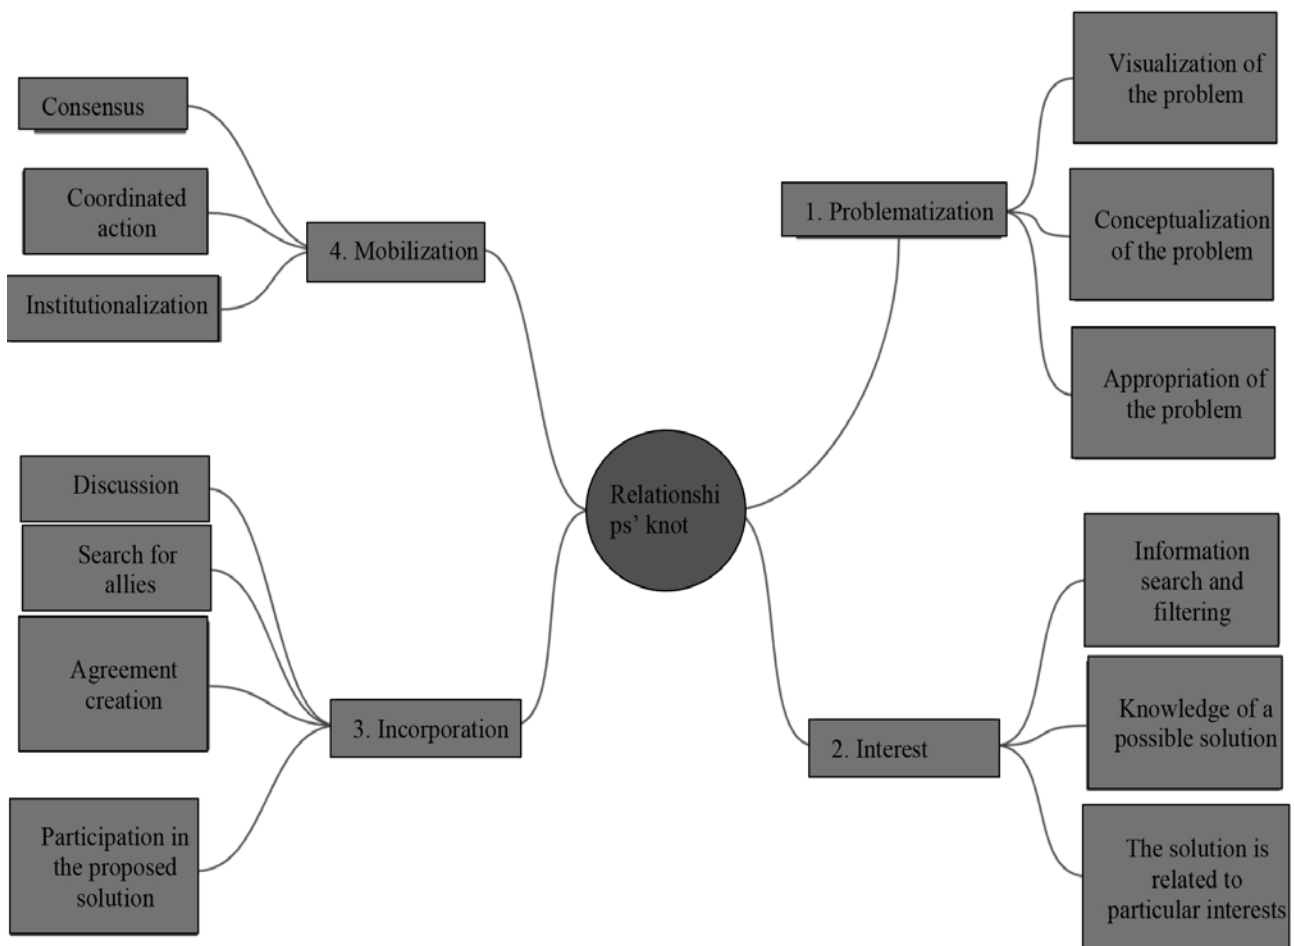 Relationshi
ps’ knot
1. Problematization
Visualization of
the problem
Conceptualization
of the problem
Appropriation of
the problem
2. Interest
Information
search and
filtering
Knowledge of a
possible solution
The solution is
related to
particular interests
3. Incorporation
Discussion
Search for
allies
Agreement
creation
Participation in
the proposed
solution
4. Mobilization
Consensus
Coordinated
action
Institutionalization